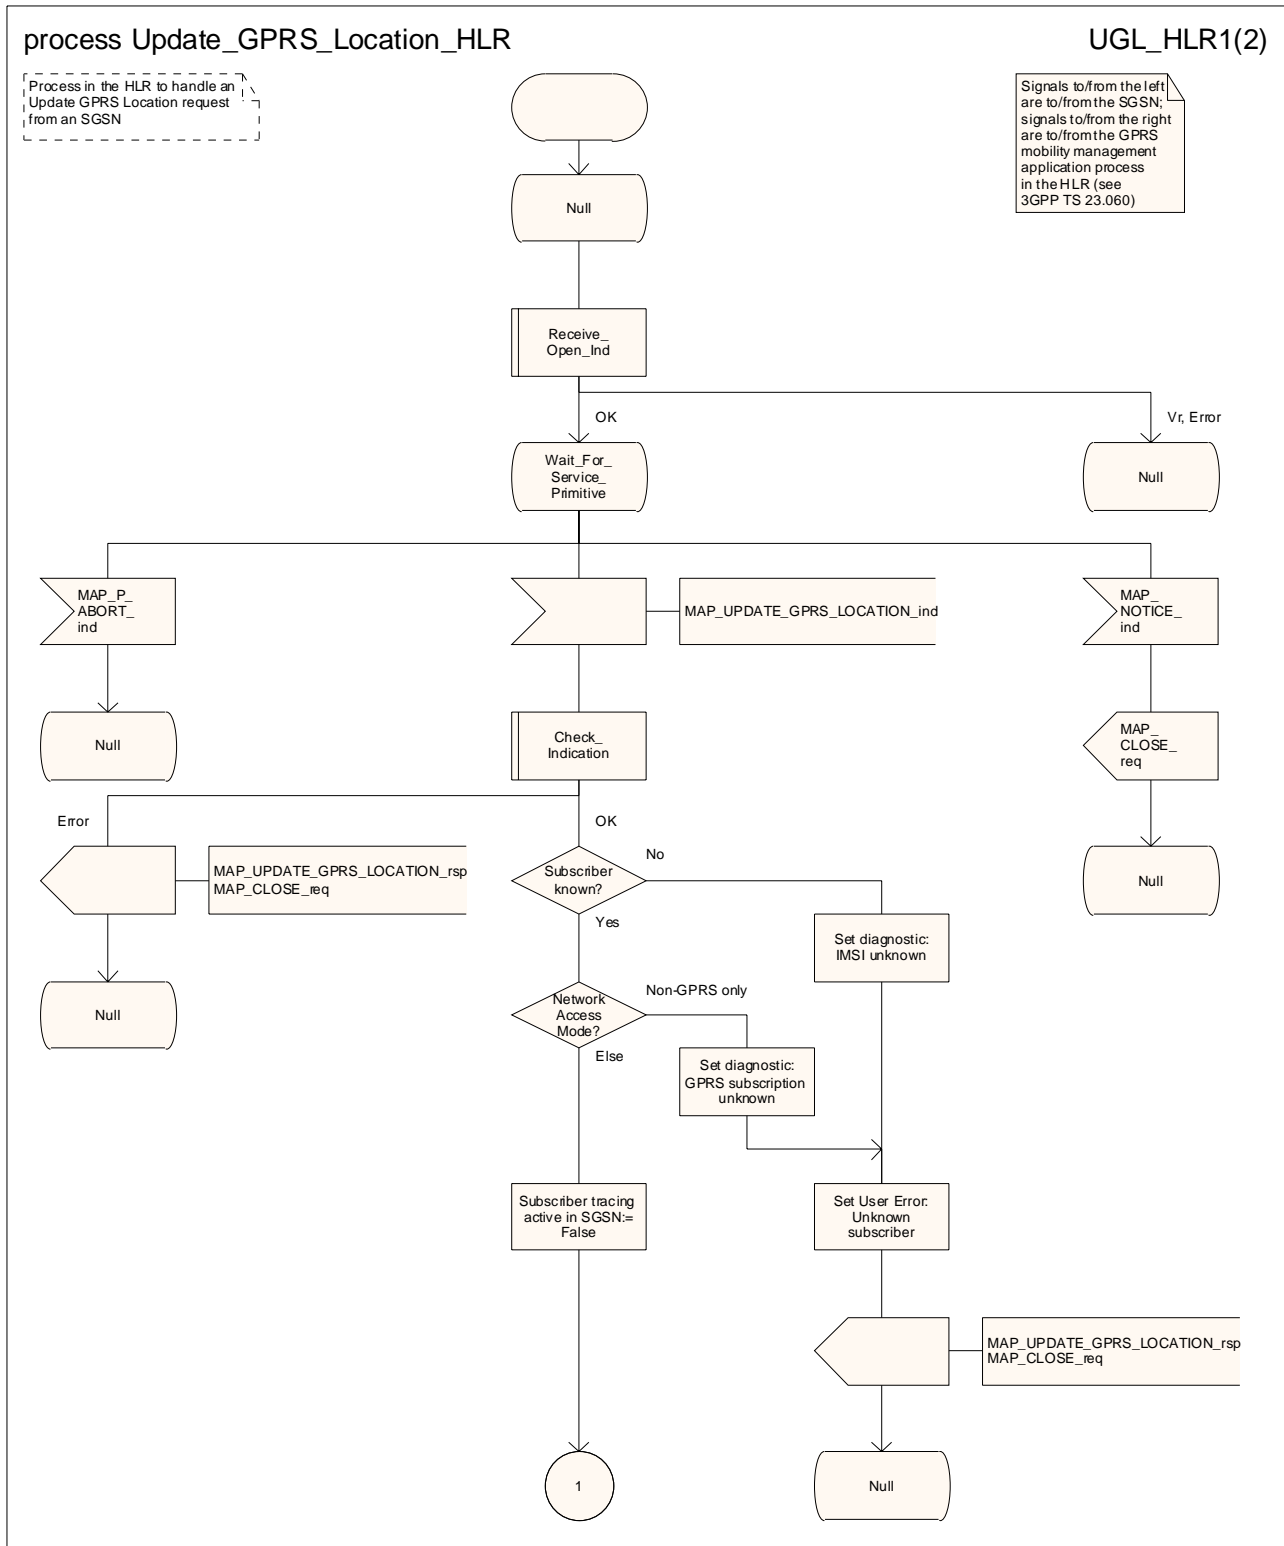 process Update_GPRS_Location_HLR
UGL_HLR1(2)
Process in the HLR to handle an
Update GPRS Location request
from an SGSN
Signals to/from the left
are to/from the SGSN;
signals to/from the right
are to/from the GPRS
mobility management
application process
in the HLR (see
3GPP TS 23.060)
Null
Receive_
Open_Ind
OK
Vr, Error
Wait_For_
Service_
Primitive
Null
MAP_P_
ABORT_
ind
MAP_UPDATE_GPRS_LOCATION_ind
MAP_
NOTICE_
ind
Null
Check_
Indication
MAP_
CLOSE_
req
Error
OK
MAP_UPDATE_GPRS_LOCATION_rsp
MAP_CLOSE_req
Subscriber
known?
No
Yes
Null
Set diagnostic:
IMSI unknown
Null
Network
Access
Mode?
Non-GPRS only
Else
Set diagnostic:
GPRS subscription
unknown
Subscriber tracing
active in SGSN:=
False
Set User Error:
Unknown
subscriber
MAP_UPDATE_GPRS_LOCATION_rsp
MAP_CLOSE_req
1
Null